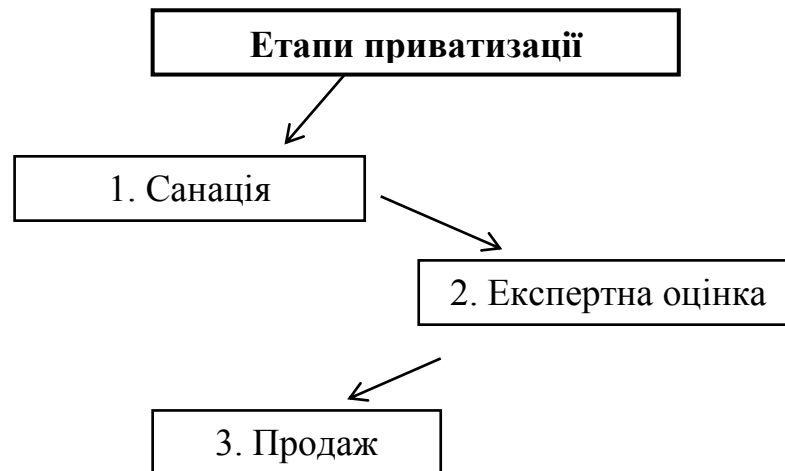 Етапи приватизації
1. Санація
2. Експертна оцінка
3. Продаж